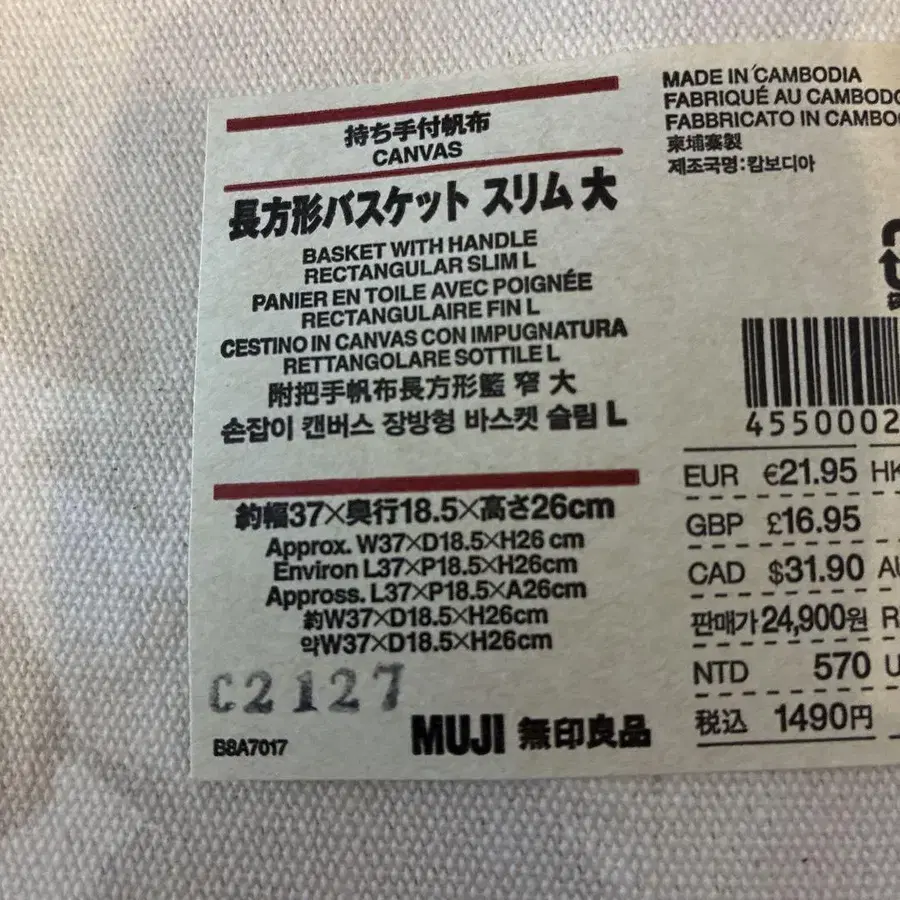 持ち手付帆布
CANVAS
長方形バスケット スリム 大
BASKET WITH HANDLE
RECTANGULAR SLIM L
PANIER EN TOILE AVEC POIGNÉE
RECTANGULAIRE FIN L
CESTINO IN CANVAS CON IMPUGNATURA
RETTANGOLARE SOTTILE L
附把手帆布長方形籃 窄 大
손잡이 캔버스 장방형 바스켓 슬림 L
約幅37×奥行18.5×高さ26cm
Approx. W37×D18.5×H26 cm
Environ L37×P18.5×H26cm
Appross. L37×P18.5×A26cm
約W37×D18.5×H26cm
약W37×D18.5×H26cm
C2127
B8A7017
MUJI 無印良品
MADE IN CAMBODIA
FABRIQUÉ AU CAMBODG
FABBRICATO IN CAMBO
柬埔寨製
제조국명:캄보디아
4550002
EUR €21.95 HK
GBP £16.95
CAD $31.90 AU
판매가 24,900원 R
NTD 570 U
税込 1490円